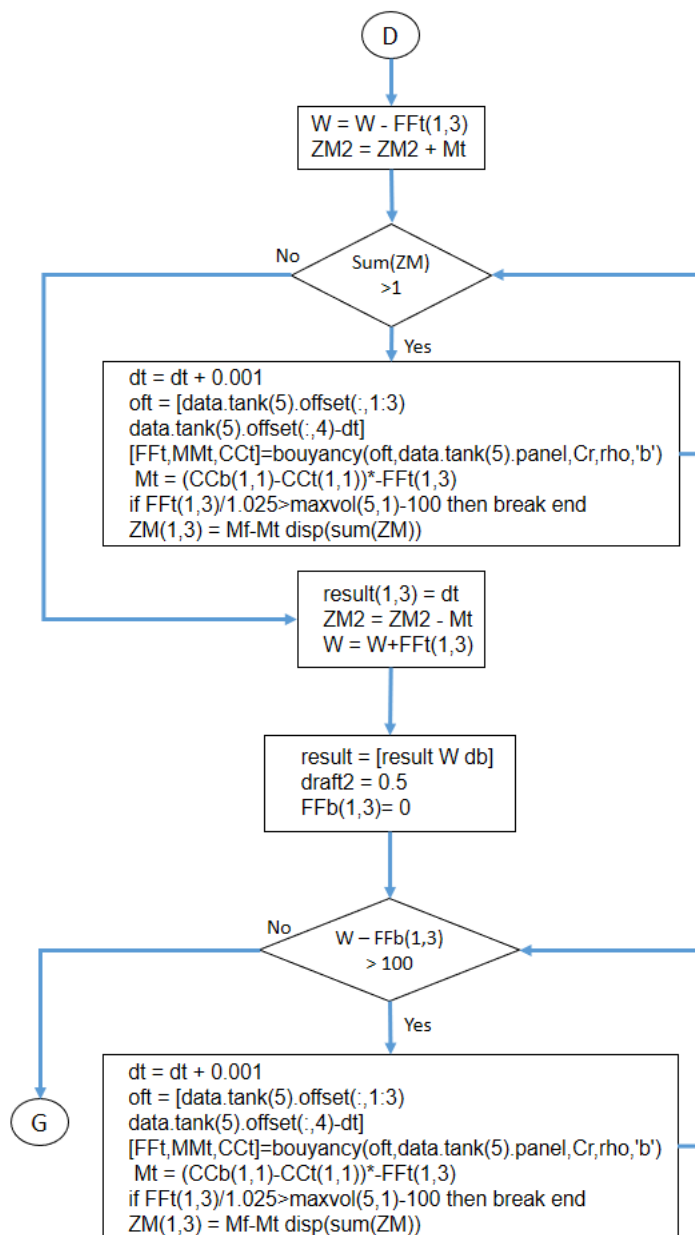 D
W = W - FFt(1,3)
ZM2 = ZM2 + Mt
No
Sum(ZM)
>1
Yes
dt = dt + 0.001
oft = [data.tank(5).offset(:,1:3)
data.tank(5).offset(:,4)-dt]
[FFt,MMt,CCt]=bouyancy(oft,data.tank(5).panel,Cr,rho,'b')
Mt = (CCb(1,1)-CCt(1,1))*-FFt(1,3)
if FFt(1,3)/1.025>maxvol(5,1)-100 then break end
ZM(1,3) = Mf-Mt disp(sum(ZM))
result(1,3) = dt
ZM2 = ZM2 - Mt
W = W+FFt(1,3)
result = [result W db]
draft2 = 0.5
FFb(1,3)= 0
No
W – FFb(1,3)
> 100
Yes
G
dt = dt + 0.001
oft = [data.tank(5).offset(:,1:3)
data.tank(5).offset(:,4)-dt]
[FFt,MMt,CCt]=bouyancy(oft,data.tank(5).panel,Cr,rho,'b')
Mt = (CCb(1,1)-CCt(1,1))*-FFt(1,3)
if FFt(1,3)/1.025>maxvol(5,1)-100 then break end
ZM(1,3) = Mf-Mt disp(sum(ZM))